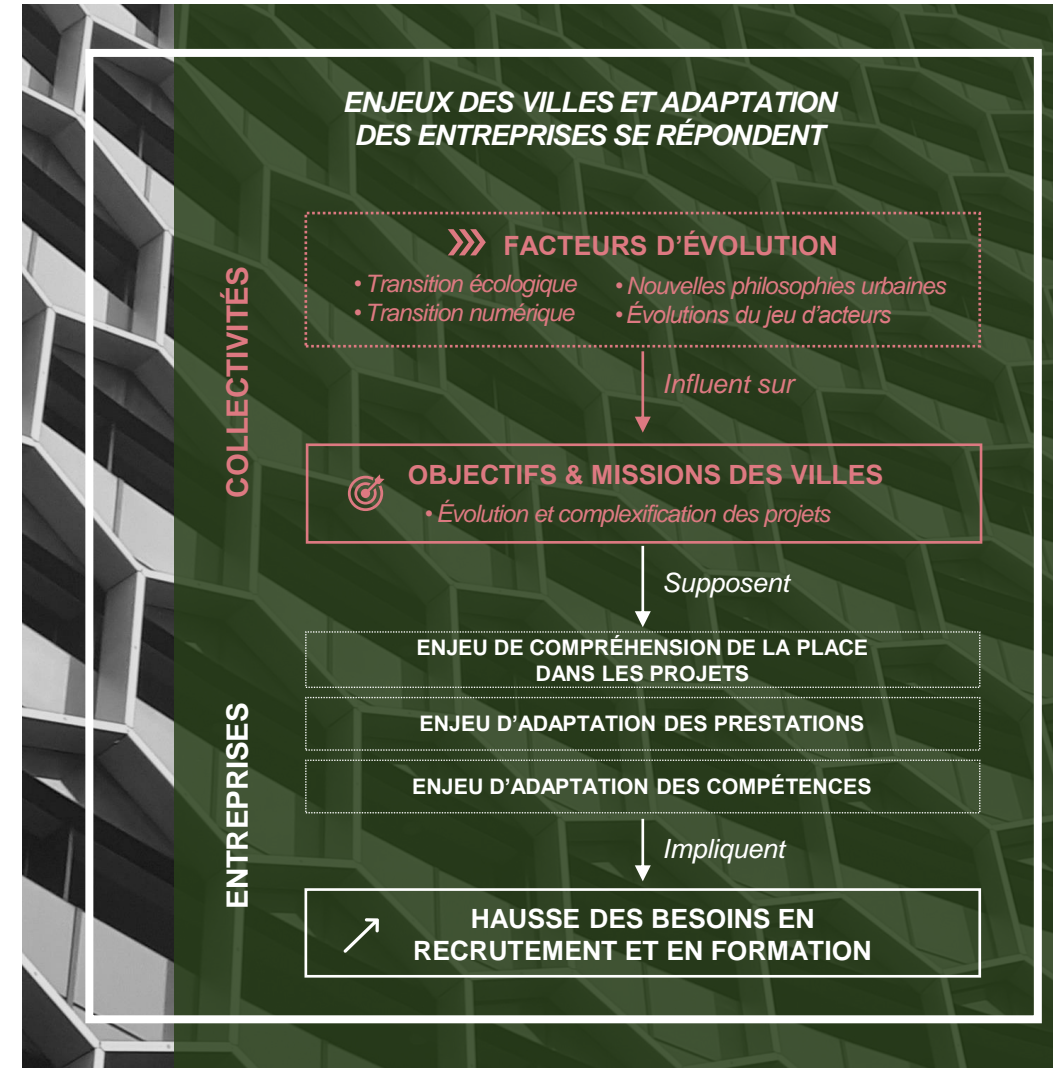 ENJEUX DES VILLES ET ADAPTATION
DES ENTREPRISES SE RÉPONDENT
COLLECTIVITÉS
FACTEURS D’ÉVOLUTION
• Transition écologique
• Transition numérique
• Nouvelles philosophies urbaines
• Évolutions du jeu d’acteurs
Influent sur
OBJECTIFS & MISSIONS DES VILLES
• Évolution et complexification des projets
Supposent
ENTREPRISES
ENJEU DE COMPRÉHENSION DE LA PLACE
DANS LES PROJETS
ENJEU D’ADAPTATION DES PRESTATIONS
ENJEU D’ADAPTATION DES COMPÉTENCES
Impliquent
HAUSSE DES BESOINS EN
RECRUTEMENT ET EN FORMATION